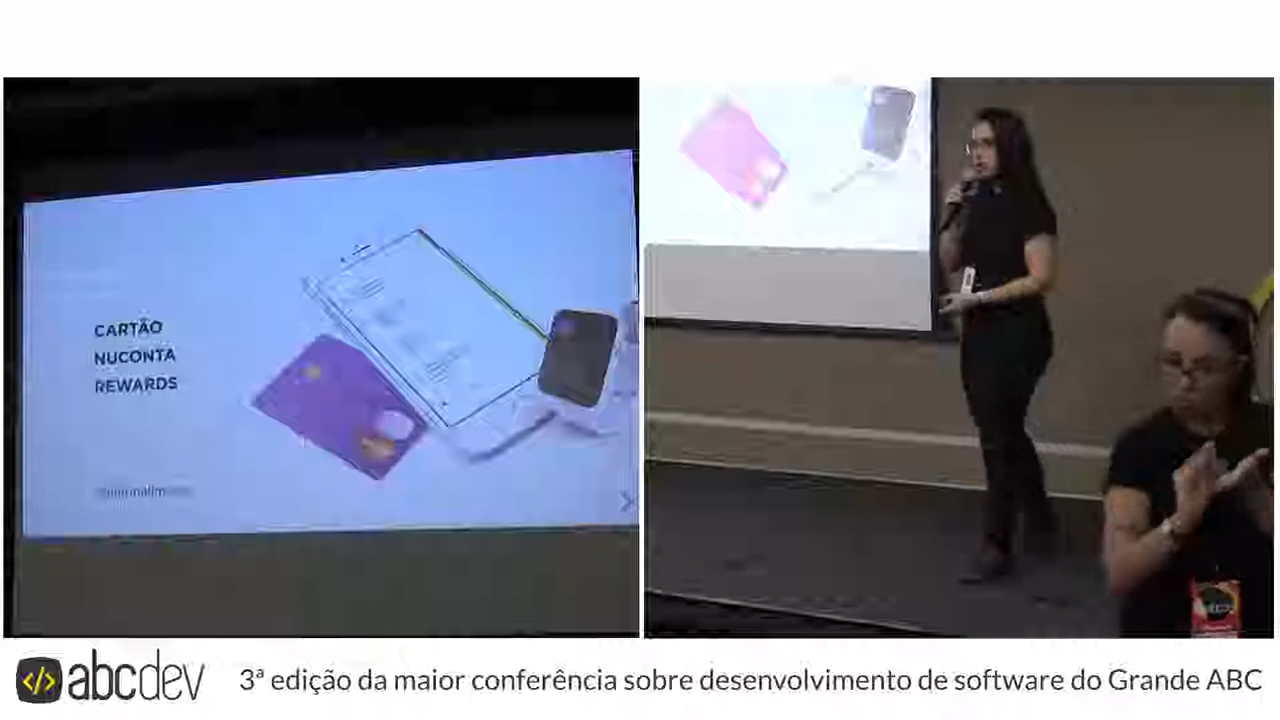 CARTÃO
NUCONTA
REWARDS
</> abcdev
3ª edição da maior conferência sobre desenvolvimento de software do Grande ABC